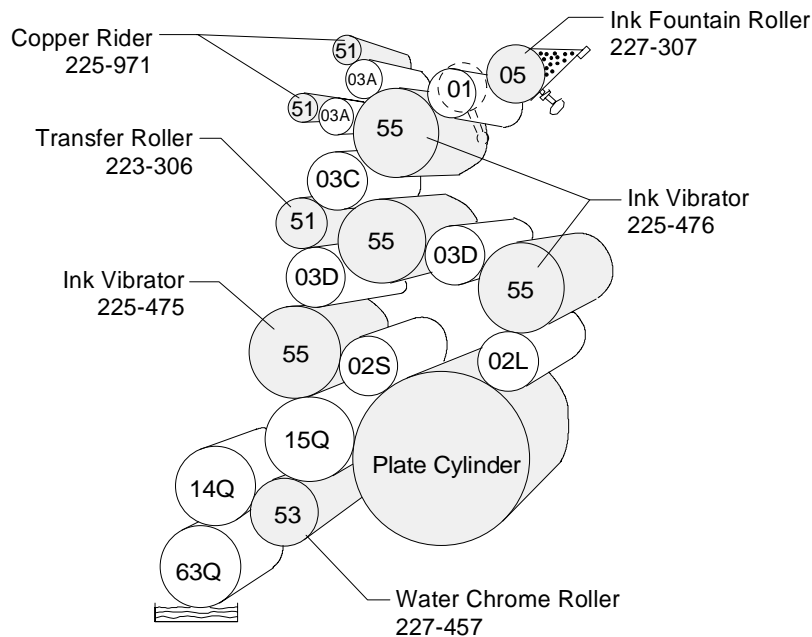 Ink Fountain Roller
227-307
Copper Rider
225-971
51
03A
01
05
51
03A
55
Transfer Roller
223-306
03C
Ink Vibrator
225-476
51
55
03D
03D
55
Ink Vibrator
225-475
55
02S
02L
15Q
Plate Cylinder
14Q
53
63Q
Water Chrome Roller
227-457